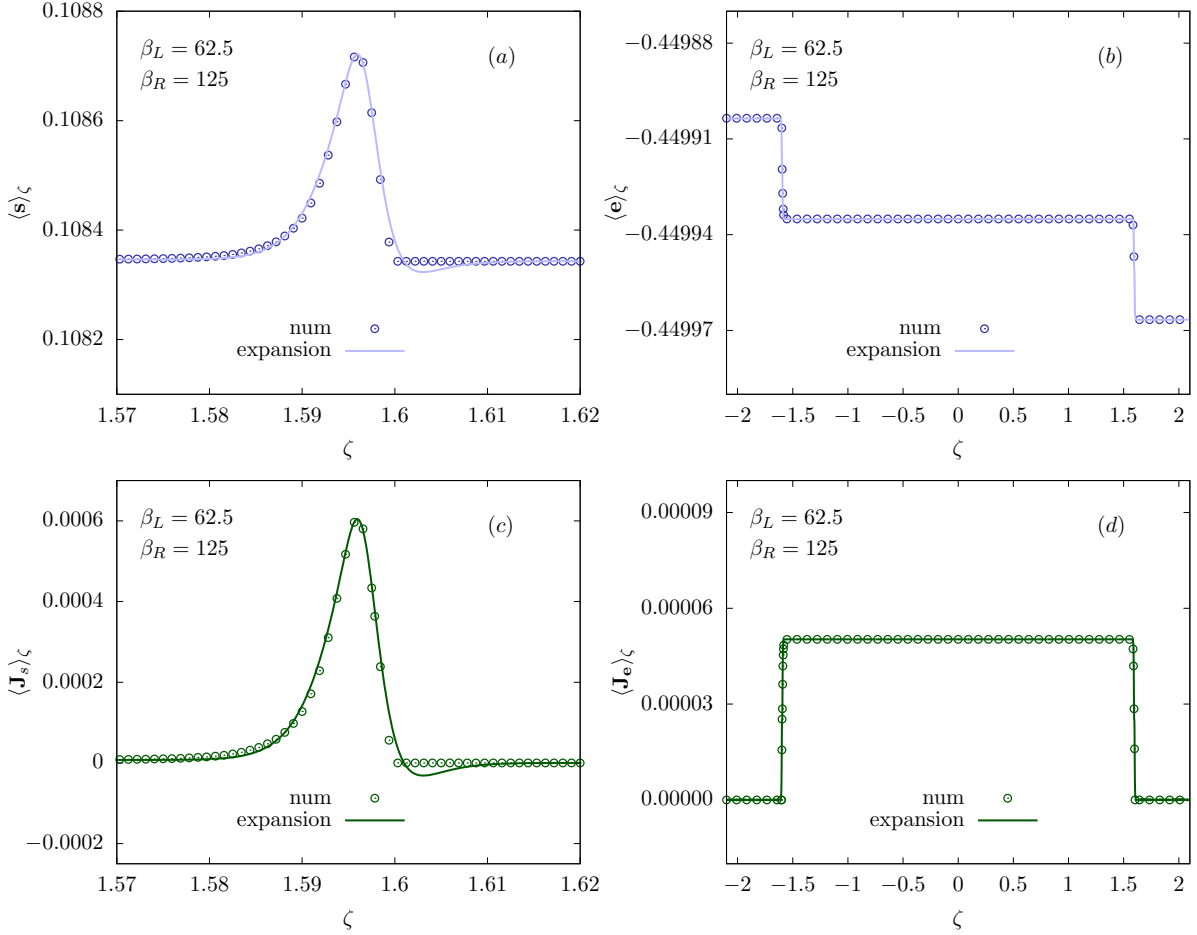 0.1088
0.1086
0.1084
0.1082
⟨s⟩ζ
β_L = 62.5
β_R = 125
(a)
num
expansion
1.57 1.58 1.59 1.6 1.61 1.62
ζ
−0.44988
−0.44991
−0.44994
−0.44997
⟨e⟩ζ
β_L = 62.5
β_R = 125
(b)
num
expansion
−2 −1.5 −1 −0.5 0 0.5 1 1.5 2
ζ
0.0006
0.0004
0.0002
0
−0.0002
⟨J_s⟩ζ
β_L = 62.5
β_R = 125
(c)
num
expansion
1.57 1.58 1.59 1.6 1.61 1.62
ζ
0.00009
0.00006
0.00003
0.00000
⟨J_e⟩ζ
β_L = 62.5
β_R = 125
(d)
num
expansion
−2 −1.5 −1 −0.5 0 0.5 1 1.5 2
ζ